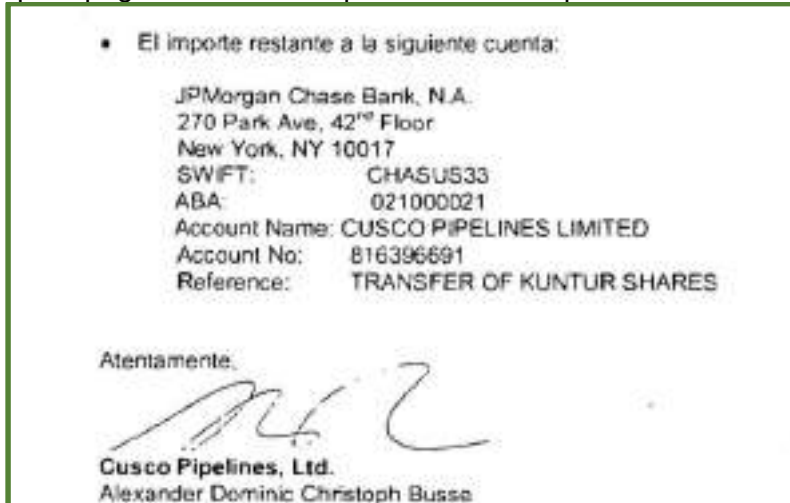 • El importe restante a la siguiente cuenta:
JPMorgan Chase Bank, N.A.
270 Park Ave, 42nd Floor
New York, NY 10017
SWIFT: CHASUS33
ABA: 021000021
Account Name: CUSCO PIPELINES LIMITED
Account No: 816396691
Reference: TRANSFER OF KUNTUR SHARES
Atentamente,
Cusco Pipelines, Ltd.
Alexander Dominic Christoph Busse